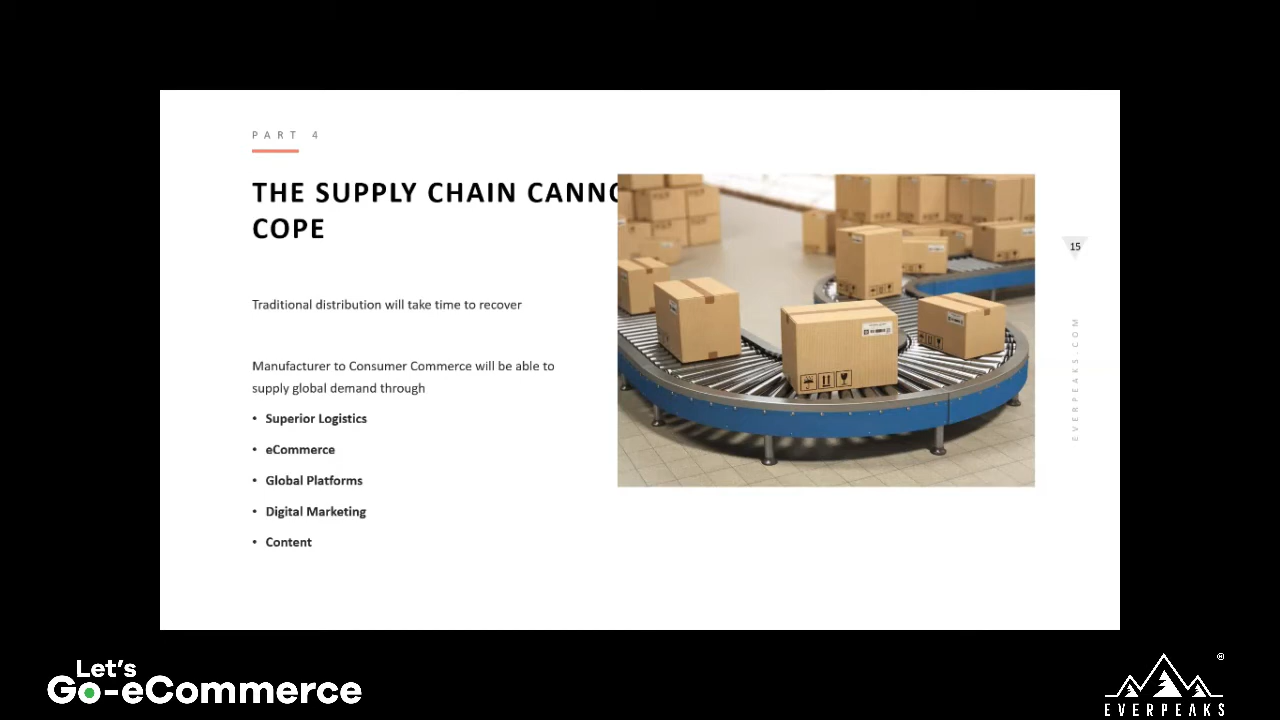 PART 4
THE SUPPLY CHAIN CANNO
COPE
15
Traditional distribution will take time to recover
Manufacturer to Consumer Commerce will be able to
supply global demand through
• Superior Logistics
• eCommerce
• Global Platforms
• Digital Marketing
• Content
EVERPEAKS.COM
Let's
Go-eCommerce
EVERPEAKS